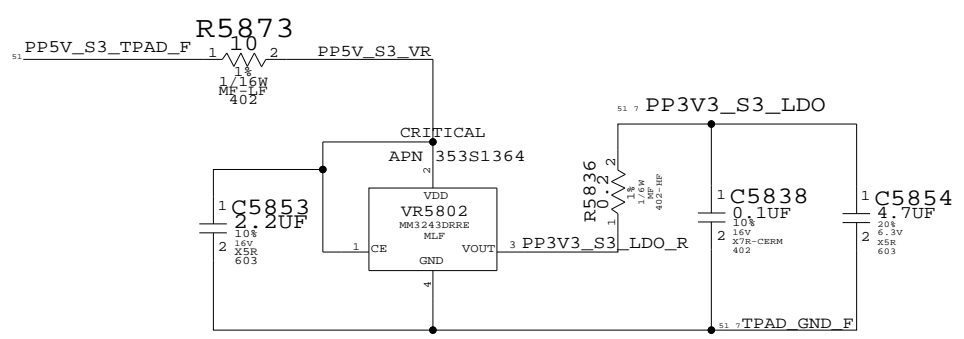 R5873
10
51 PP5V_S3_TPAD_F 1 2 PP5V_S3_VR
1%
1/16W
MF-LF
402
51 7 PP3V3_S3_LDO
CRITICAL
APN 353S1364
2
VDD
VR5802
MM3243DRRE
MLF
1 CE VOUT 3 PP3V3_S3_LDO_R
GND
4
1 C5853
2.2UF
10%
16V
2 X5R
603
R5836
0.2
1%
1/6W
MF
402-HF
2
1
1 C5838
0.1UF
10%
2 16V
X7R-CERM
402
1 C5854
4.7UF
20%
2 6.3V
X5R
603
51 7 TPAD_GND_F